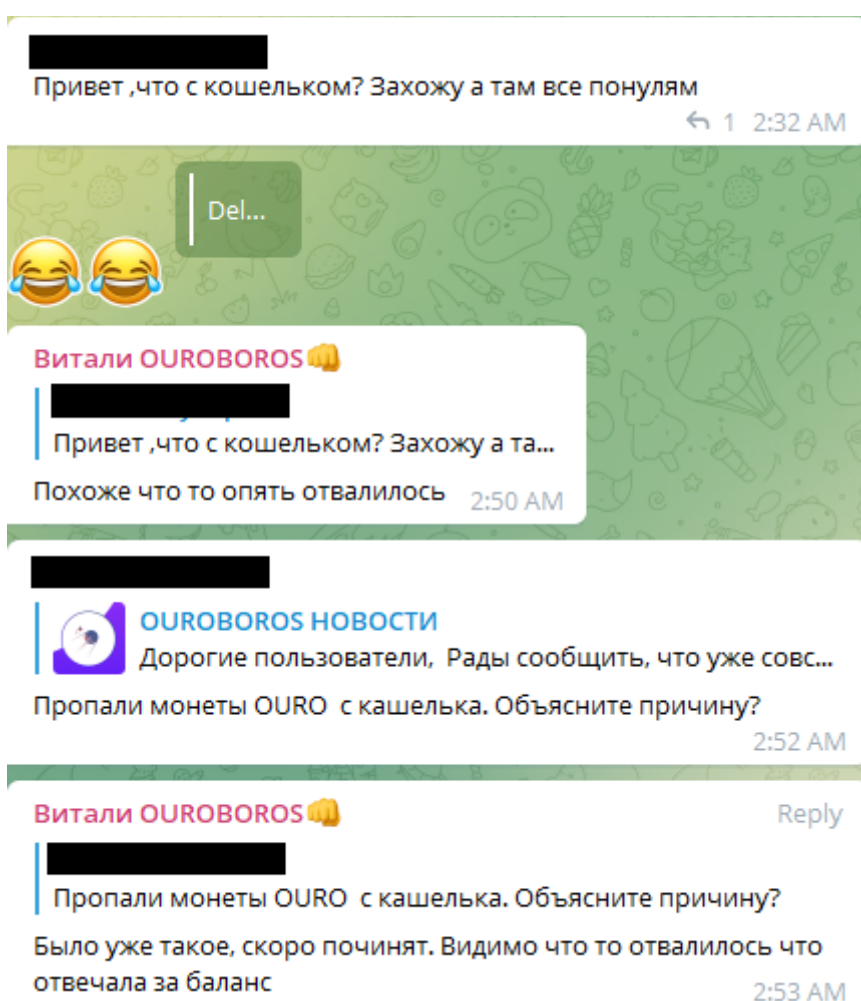 Привет ,что с кошельком? Захожу а там все понулям
1 2:32 AM
Del...
Витали OUROBOROS👊
Привет ,что с кошельком? Захожу а та...
Похоже что то опять отвалилось 2:50 AM
OUROBOROS НОВОСТИ
Дорогие пользователи, Рады сообщить, что уже совс...
Пропали монеты OURO с кашелька. Объясните причину?
2:52 AM
Витали OUROBOROS👊 Reply
Пропали монеты OURO с кашелька. Объясните причину?
Было уже такое, скоро починят. Видимо что то отвалилось что
отвечала за баланс 2:53 AM